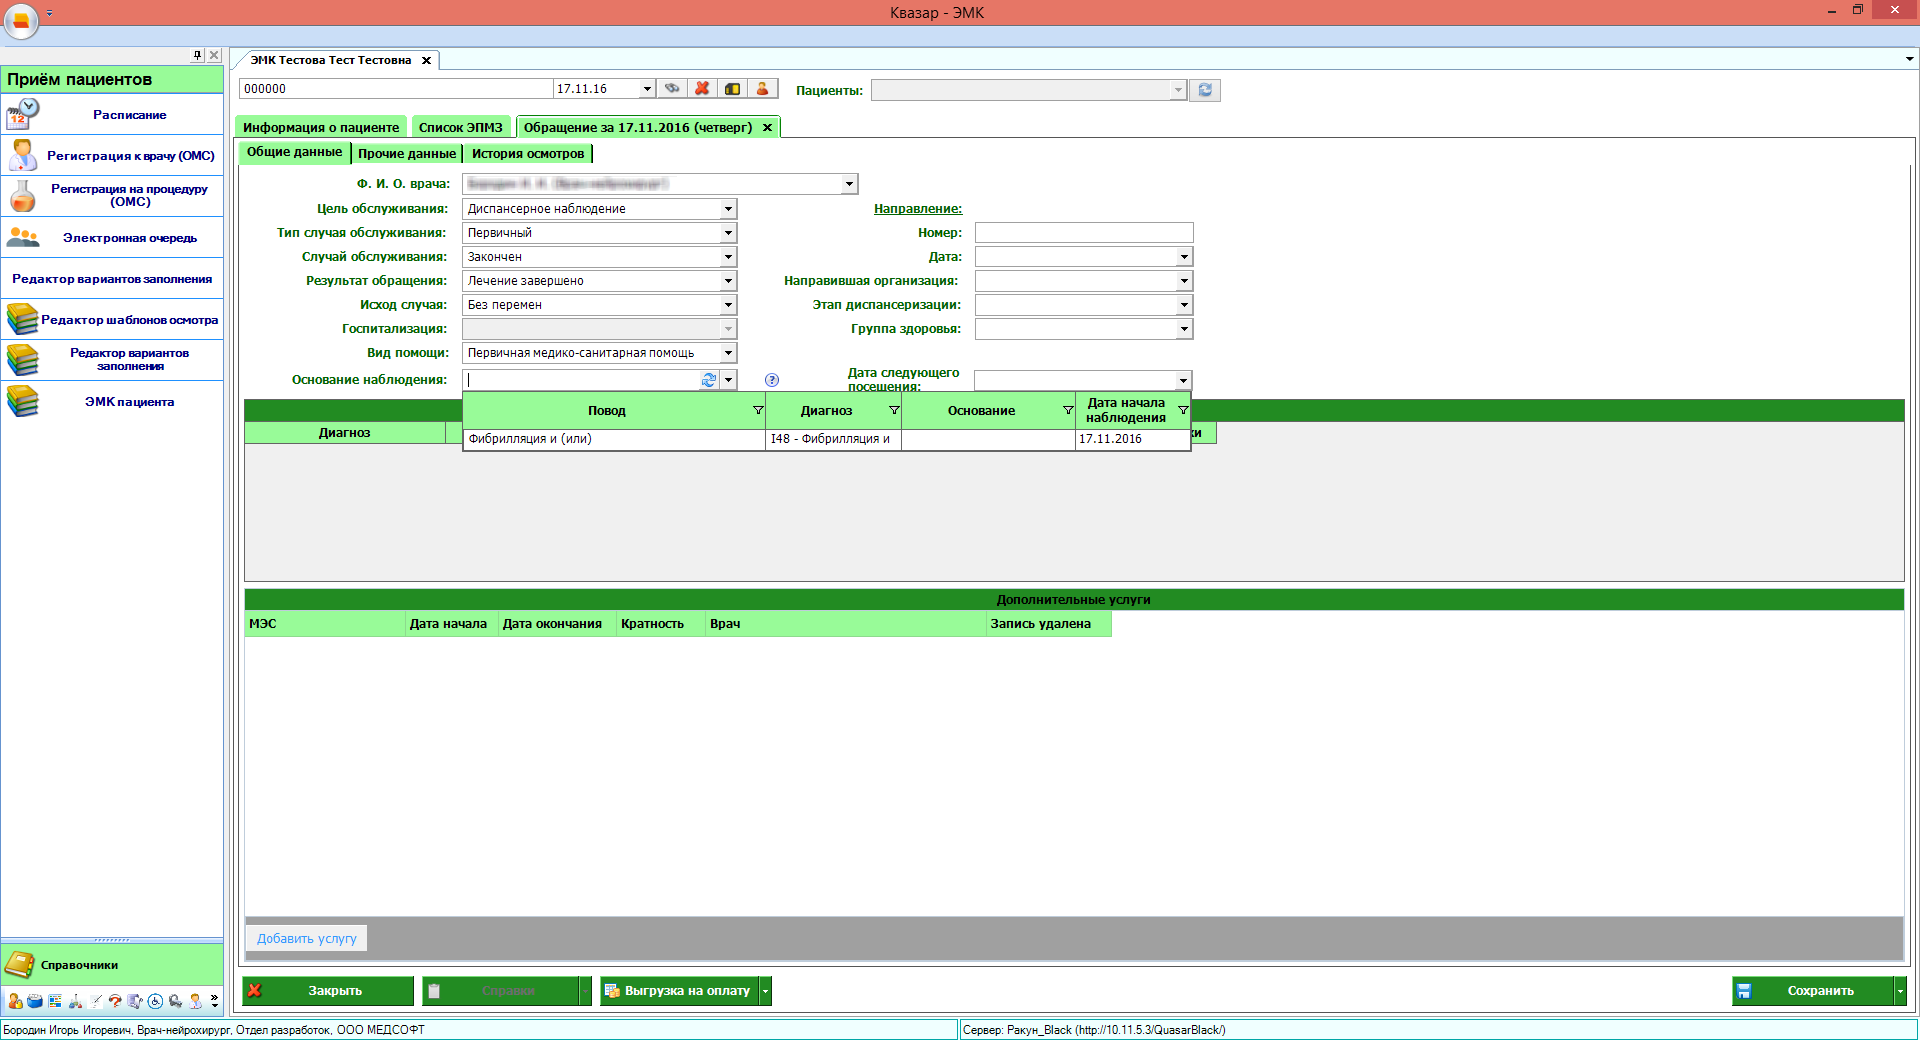 Квазар - ЭМК
ЭМК Тестова Тест Тестовна
Приём пациентов
000000
17.11.16
Пациенты:
Расписание
Информация о пациенте
Список ЭПМЗ
Обращение за 17.11.2016 (четверг)
Регистрация к врачу (ОМС)
Общие данные
Прочие данные
История осмотров
Регистрация на процедуру
(ОМС)
Ф. И. О. врача:
Цель обслуживания:
Диспансерное наблюдение
Направление:
Электронная очередь
Тип случая обслуживания:
Первичный
Номер:
Случай обслуживания:
Закончен
Дата:
Редактор вариантов заполнения
Результат обращения:
Лечение завершено
Направившая организация:
Исход случая:
Без перемен
Этап диспансеризации:
Редактор шаблонов осмотра
Госпитализация:
Группа здоровья:
Редактор вариантов
заполнения
Вид помощи:
Первичная медико-санитарная помощь
Основание наблюдения:
Дата следующего
посещения:
ЭМК пациента
Повод
Диагноз
Основание
Дата начала
наблюдения
Диагноз
Фибрилляция и (или)
I48 - Фибрилляция и
17.11.2016
ки
Дополнительные услуги
МЭС
Дата начала
Дата окончания
Кратность
Врач
Запись удалена
Добавить услугу
Справочники
12
Закрыть
Справки
Выгрузка на оплату
Сохранить
Бородин Игорь Игоревич, Врач-нейрохирург, Отдел разработок, ООО МЕДСОФТ
Сервер: Ракун_Black (http://10.11.5.3/QuasarBlack/)